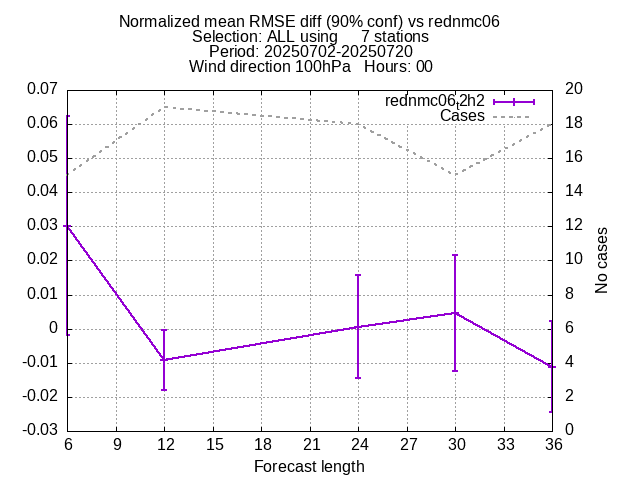 Normalized mean RMSE diff (90% conf) vs rednmc06
Selection: ALL using 7 stations
Period: 20250702-20250720
Wind direction 100hPa Hours: 00
0.07
0.06
0.05
0.04
0.03
0.02
0.01
0
-0.01
-0.02
-0.03
20
18
16
14
12
10
8
6
4
2
0
rednmc06t2h2
Cases
No cases
6 9 12 15 18 21 24 27 30 33 36
Forecast length